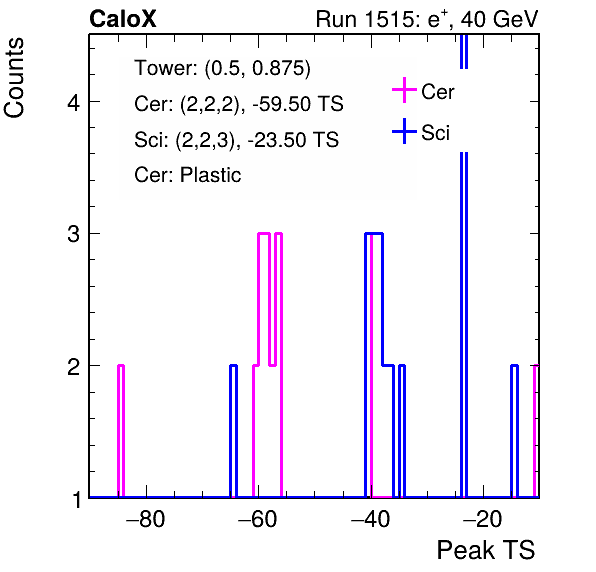 CaloX Run 1515: e+, 40 GeV
Counts
Tower: (0.5, 0.875)
Cer: (2,2,2), -59.50 TS
Sci: (2,2,3), -23.50 TS
Cer: Plastic
Cer
Sci
4
3
2
1
−80 −60 −40 −20
Peak TS